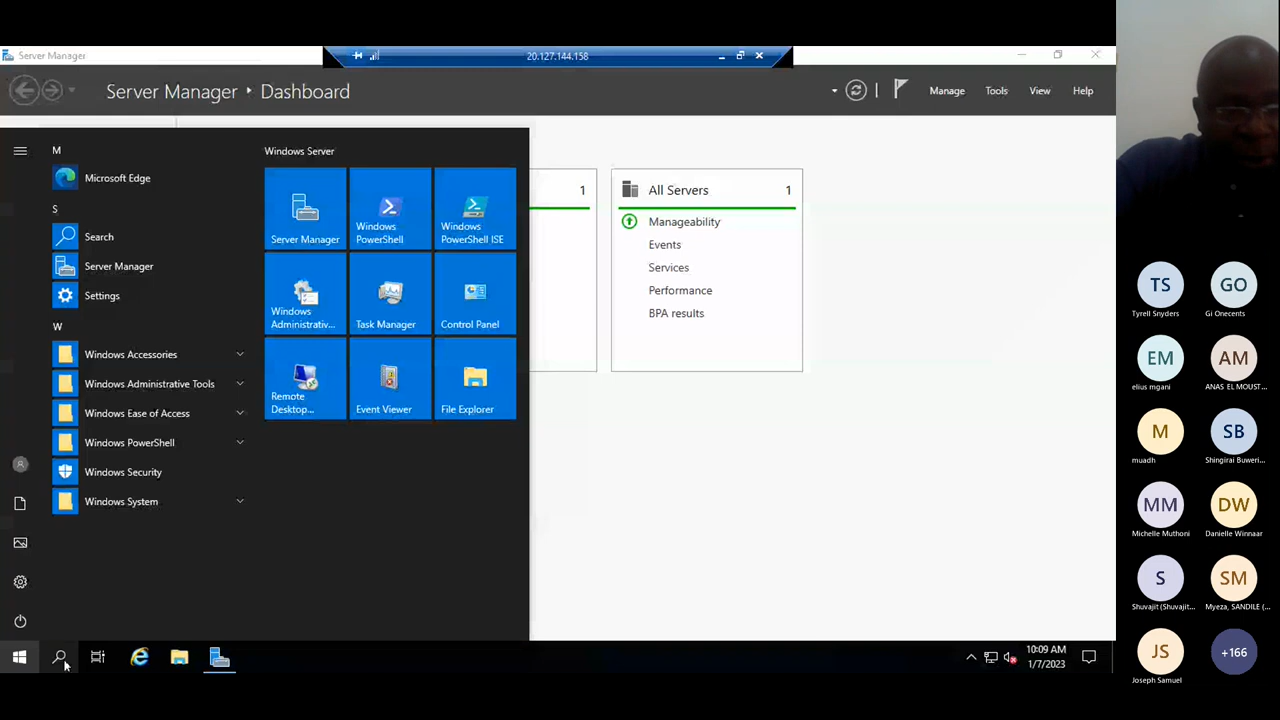 Server Manager
20.127.144.158
Server Manager
Dashboard
Manage
Tools
View
Help
M
Microsoft Edge
S
Search
Server Manager
Settings
W
Windows Accessories
Windows Administrative Tools
Windows Ease of Access
Windows PowerShell
Windows Security
Windows System
Windows Server
Server Manager
Windows
PowerShell
Windows
PowerShell ISE
Windows
Administrativ...
Task Manager
Control Panel
Remote
Desktop...
Event Viewer
File Explorer
1
All Servers
1
Manageability
Events
Services
Performance
BPA results
10:09 AM
1/7/2023
TS
Tyrell Snyders
GO
Gi Onecents
EM
elius mgani
AM
ANAS EL MOUST...
M
muadh
SB
Shingirai Buweri...
MM
Michelle Muthoni
DW
Danielle Winnaar
S
Shuvajit (Shuvajit...
SM
Myeza, SANDILE (...
JS
Joseph Samuel
+166